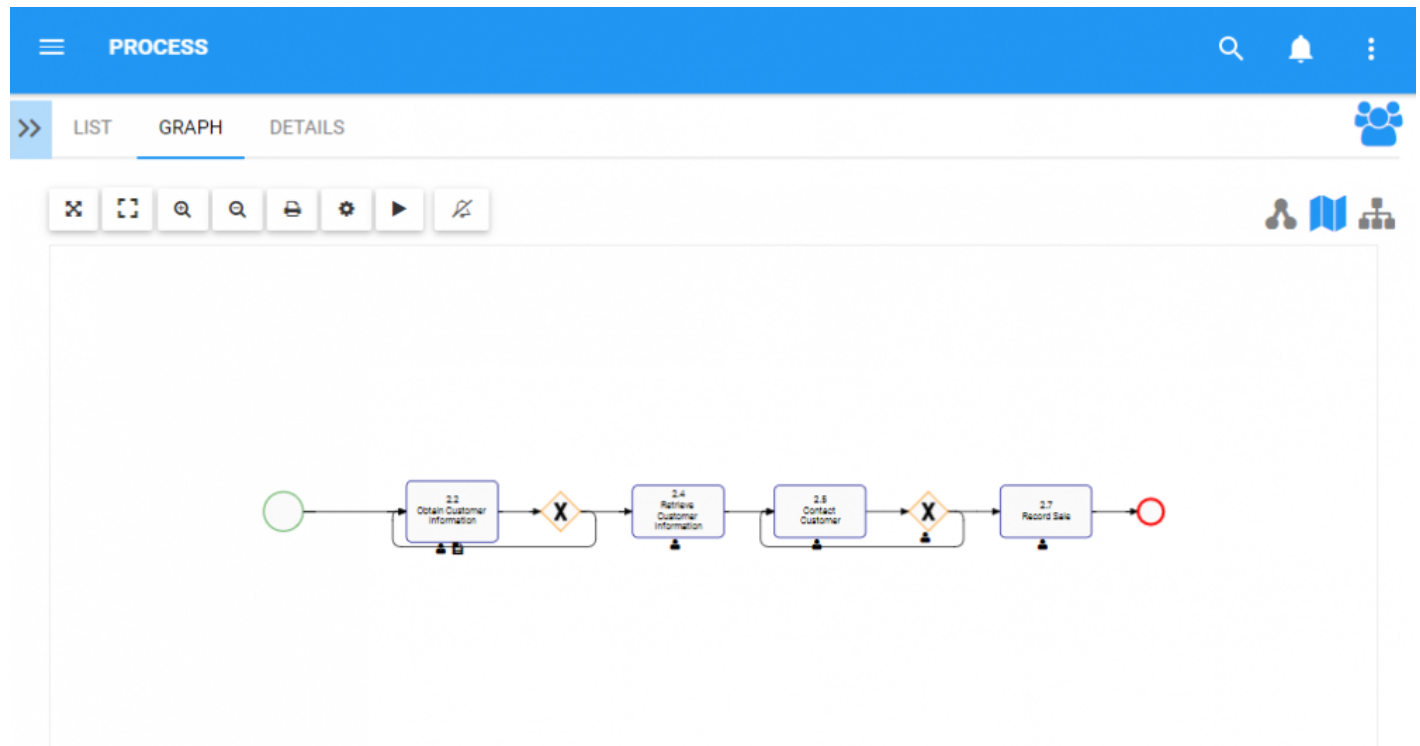 PROCESS
LIST GRAPH DETAILS
2.2
Obtain Customer
Information
X
2.4
Retrieve
Customer
Information
2.5
Contact
Customer
X
2.7
Record Sale